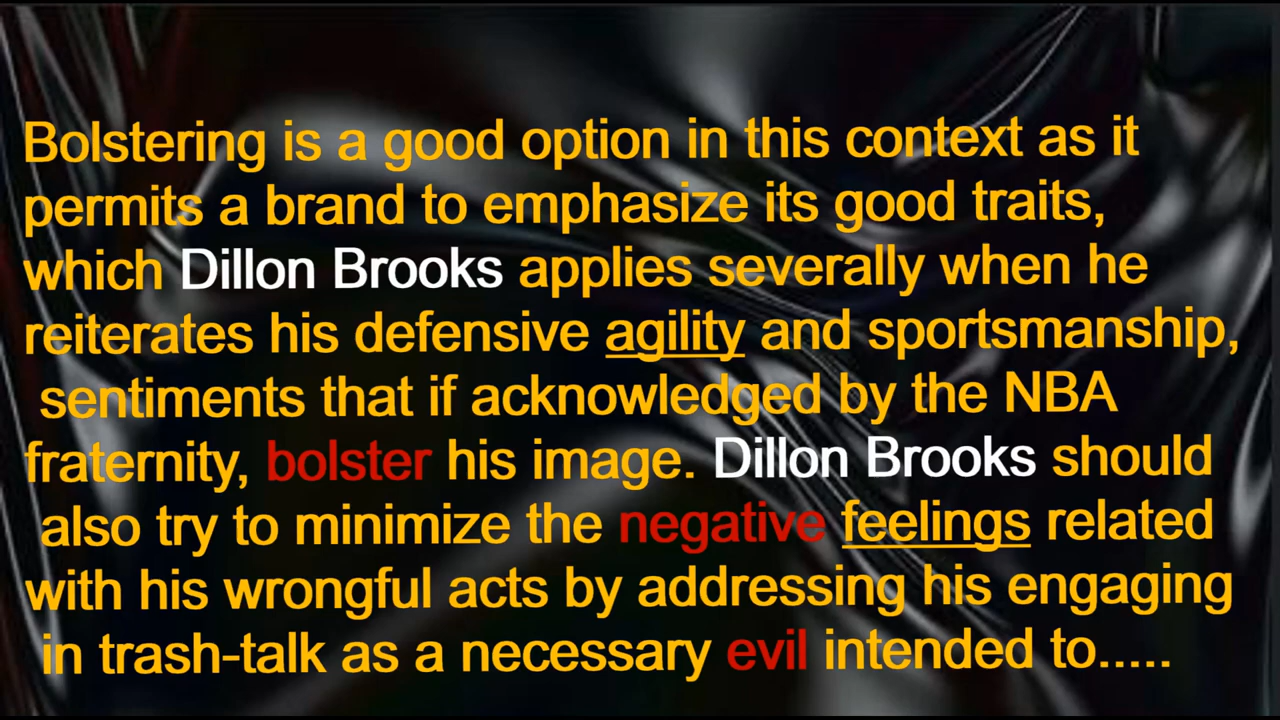 Bolstering is a good option in this context as it
permits a brand to emphasize its good traits,
which Dillon Brooks applies severally when he
reiterates his defensive agility and sportsmanship,
sentiments that if acknowledged by the NBA
fraternity, bolster his image. Dillon Brooks should
also try to minimize the negative feelings related
with his wrongful acts by addressing his engaging
in trash-talk as a necessary evil intended to.....